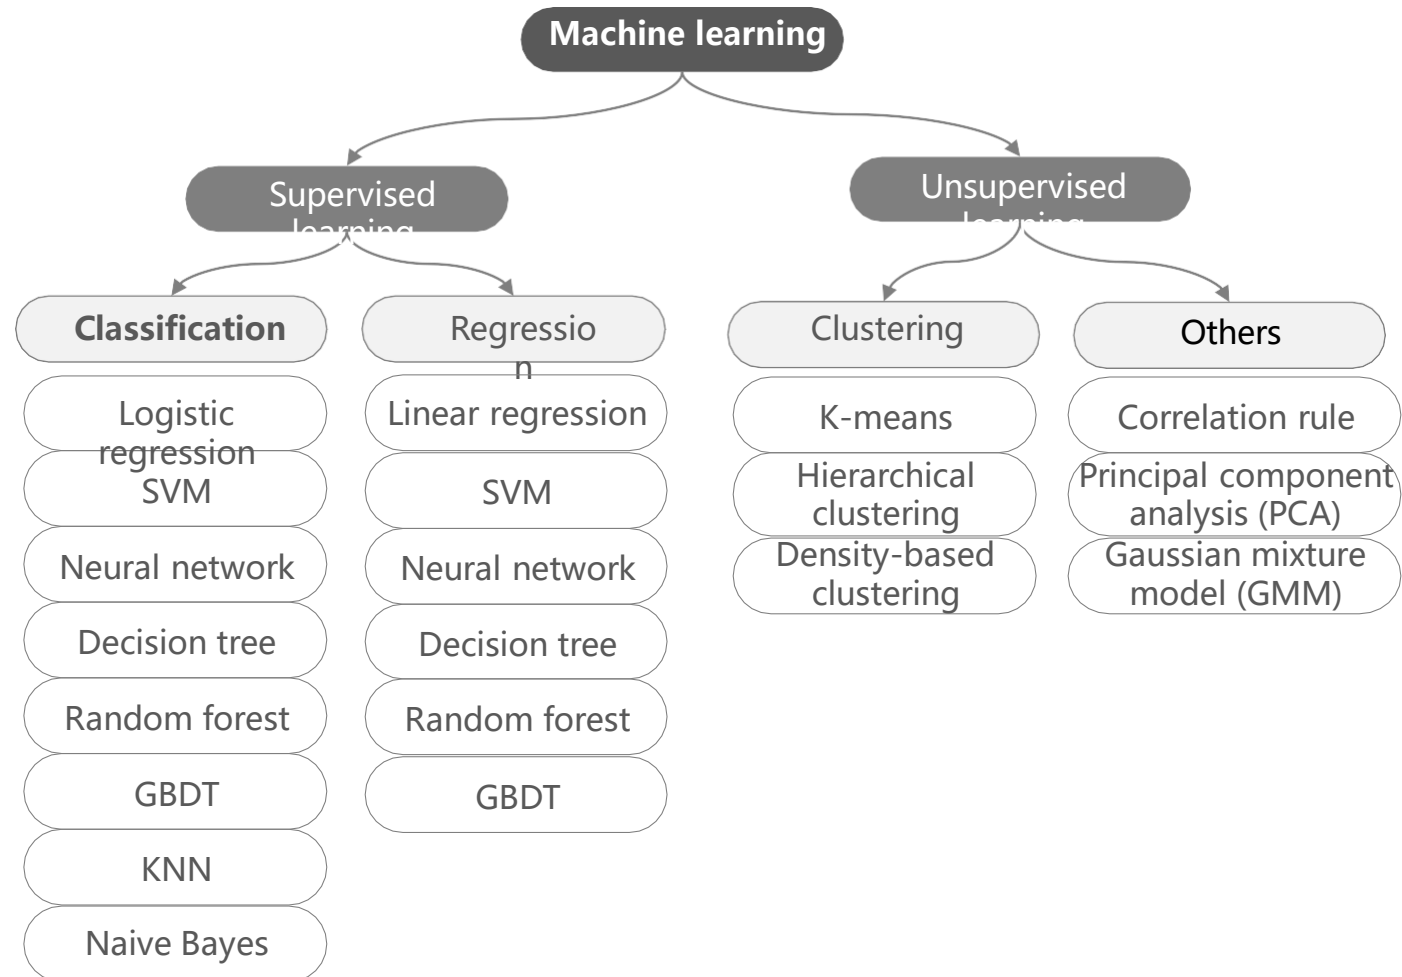 Machine learning
Supervised
learning
Unsupervised
learning
Classification
Regressio
n
Clustering
Others
Logistic
regression
SVM
Neural network
Decision tree
Random forest
GBDT
KNN
Naive Bayes
Linear regression
SVM
Neural network
Decision tree
Random forest
GBDT
K-means
Hierarchical
clustering
Density-based
clustering
Correlation rule
Principal component
analysis (PCA)
Gaussian mixture
model (GMM)